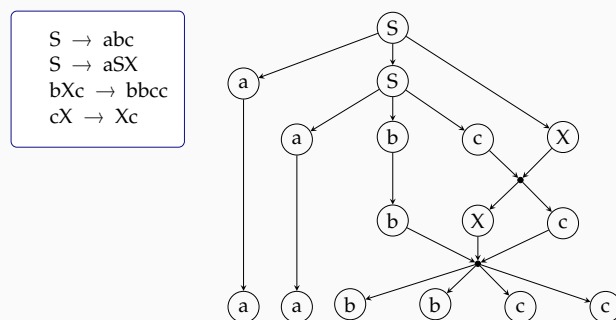 S → abc
S → aSX
bXc → bbcc
cX → Xc
S
a S
a b c X
b X c
a a b b c c